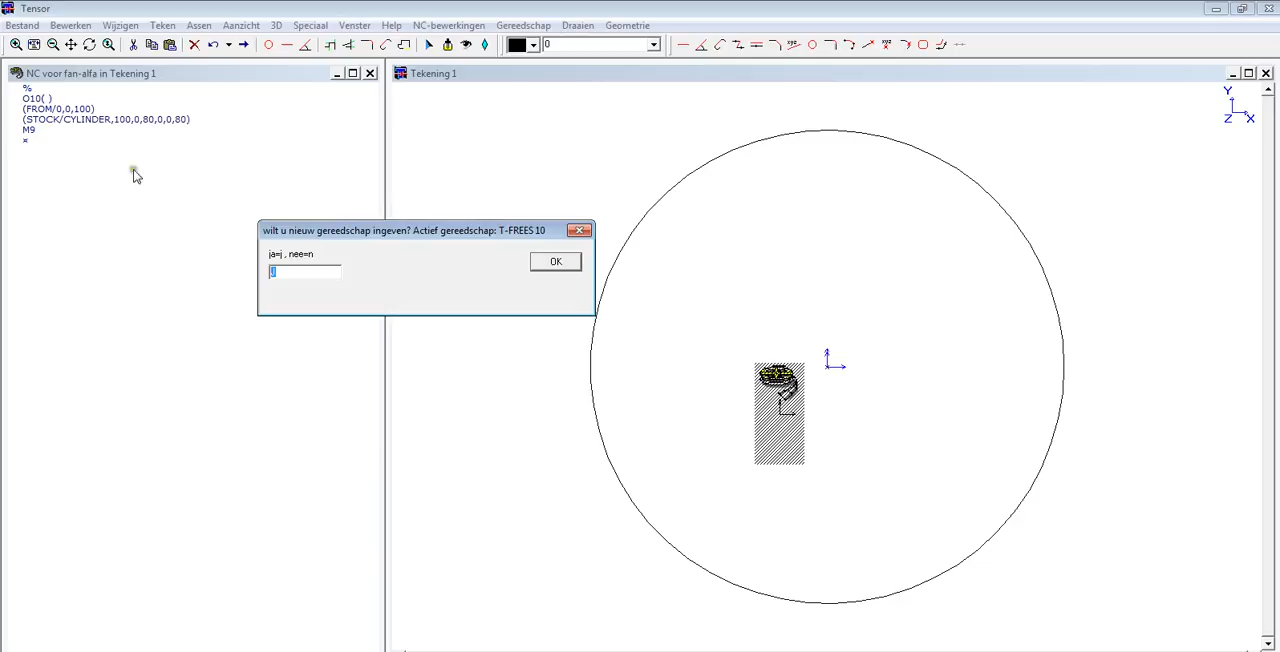 Tensor
Bestand Bewerken Wijzigen Teken Assen Aanzicht 3D Speciaal Venster Help NC-bewerkingen Gereedschap Draaien Geometrie
0
NC voor fan-alfa in Tekening 1
Tekening 1
%
O10( )
(FROM/0,0,100)
(STOCK/CYLINDER,100,0,80,0,0,80)
M9
¤
wilt u nieuw gereedschap ingeven? Actief gereedschap: T-FREES10
ja=j , nee=n
J
OK
Y
Z X